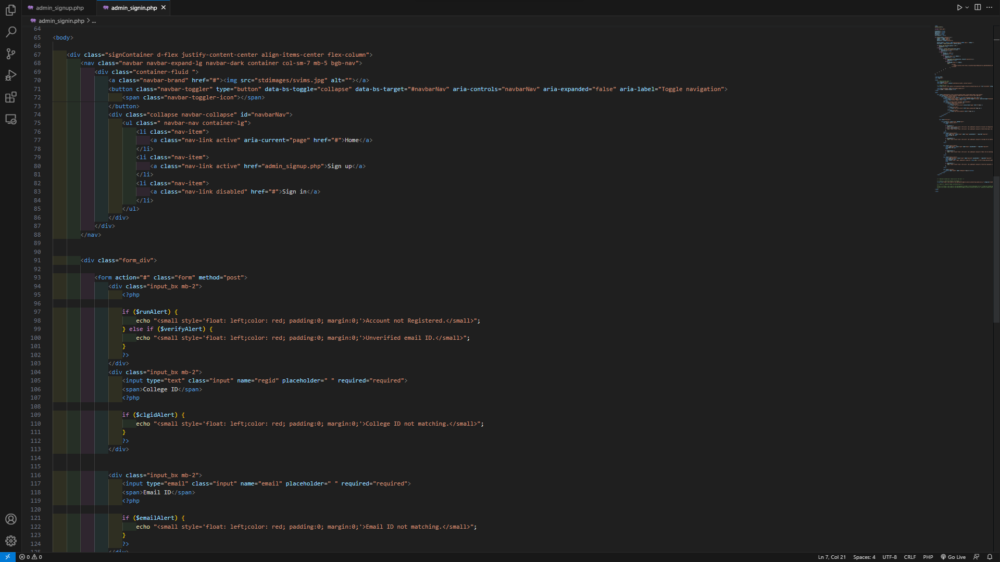 admin_signup.php
admin_signin.php
admin_signin.php > ...
64
65 <body>
66
67 <div class="signContainer d-flex justify-content-center align-items-center flex-column">
68 <nav class="navbar navbar-expand-lg navbar-dark container col-sm-7 mb-5 bgb-nav">
69 <div class="container-fluid ">
70 <a class="navbar-brand" href="#"><img src="stdimages/svims.jpg" alt=""></a>
71 <button class="navbar-toggler" type="button" data-bs-toggle="collapse" data-bs-target="#navbarNav" aria-controls="navbarNav" aria-expanded="false" aria-label="Toggle navigation">
72 <span class="navbar-toggler-icon"></span>
73 </button>
74 <div class="collapse navbar-collapse" id="navbarNav">
75 <ul class=" navbar-nav container-lg">
76 <li class="nav-item">
77 <a class="nav-link active" aria-current="page" href="#">Home</a>
78 </li>
79 <li class="nav-item">
80 <a class="nav-link active" href="admin_signup.php">Sign up</a>
81 </li>
82 <li class="nav-item">
83 <a class="nav-link disabled" href="#">Sign in</a>
84 </li>
85 </ul>
86 </div>
87 </div>
88 </nav>
89
90
91 <div class="form_div">
92
93 <form action="#" class="form" method="post">
94 <div class="input_bx mb-2">
95 <?php
96
97 if ($runAlert) {
98 echo "<small style='float: left;color: red; padding:0; margin:0;'>Account not Registered.</small>";
99 } else if ($verifyAlert) {
100 echo "<small style='float: left;color: red; padding:0; margin:0;'>Unverified email ID.</small>";
101 }
102 ?>
103 </div>
104 <div class="input_bx mb-2">
105 <input type="text" class="input" name="regid" placeholder=" " required="required">
106 <span>College ID</span>
107 <?php
108
109 if ($clgidAlert) {
110 echo "<small style='float: left;color: red; padding:0; margin:0;'>College ID not matching.</small>";
111 }
112 ?>
113 </div>
114
115
116 <div class="input_bx mb-2">
117 <input type="email" class="input" name="email" placeholder=" " required="required">
118 <span>Email ID</span>
119 <?php
120
121 if ($emailAlert) {
122 echo "<small style='float: left;color: red; padding:0; margin:0;'>Email ID not matching.</small>";
123 }
124 ?>
125 </div>
0 0 Ln 7, Col 21 Spaces: 4 UTF-8 CRLF PHP Go Live